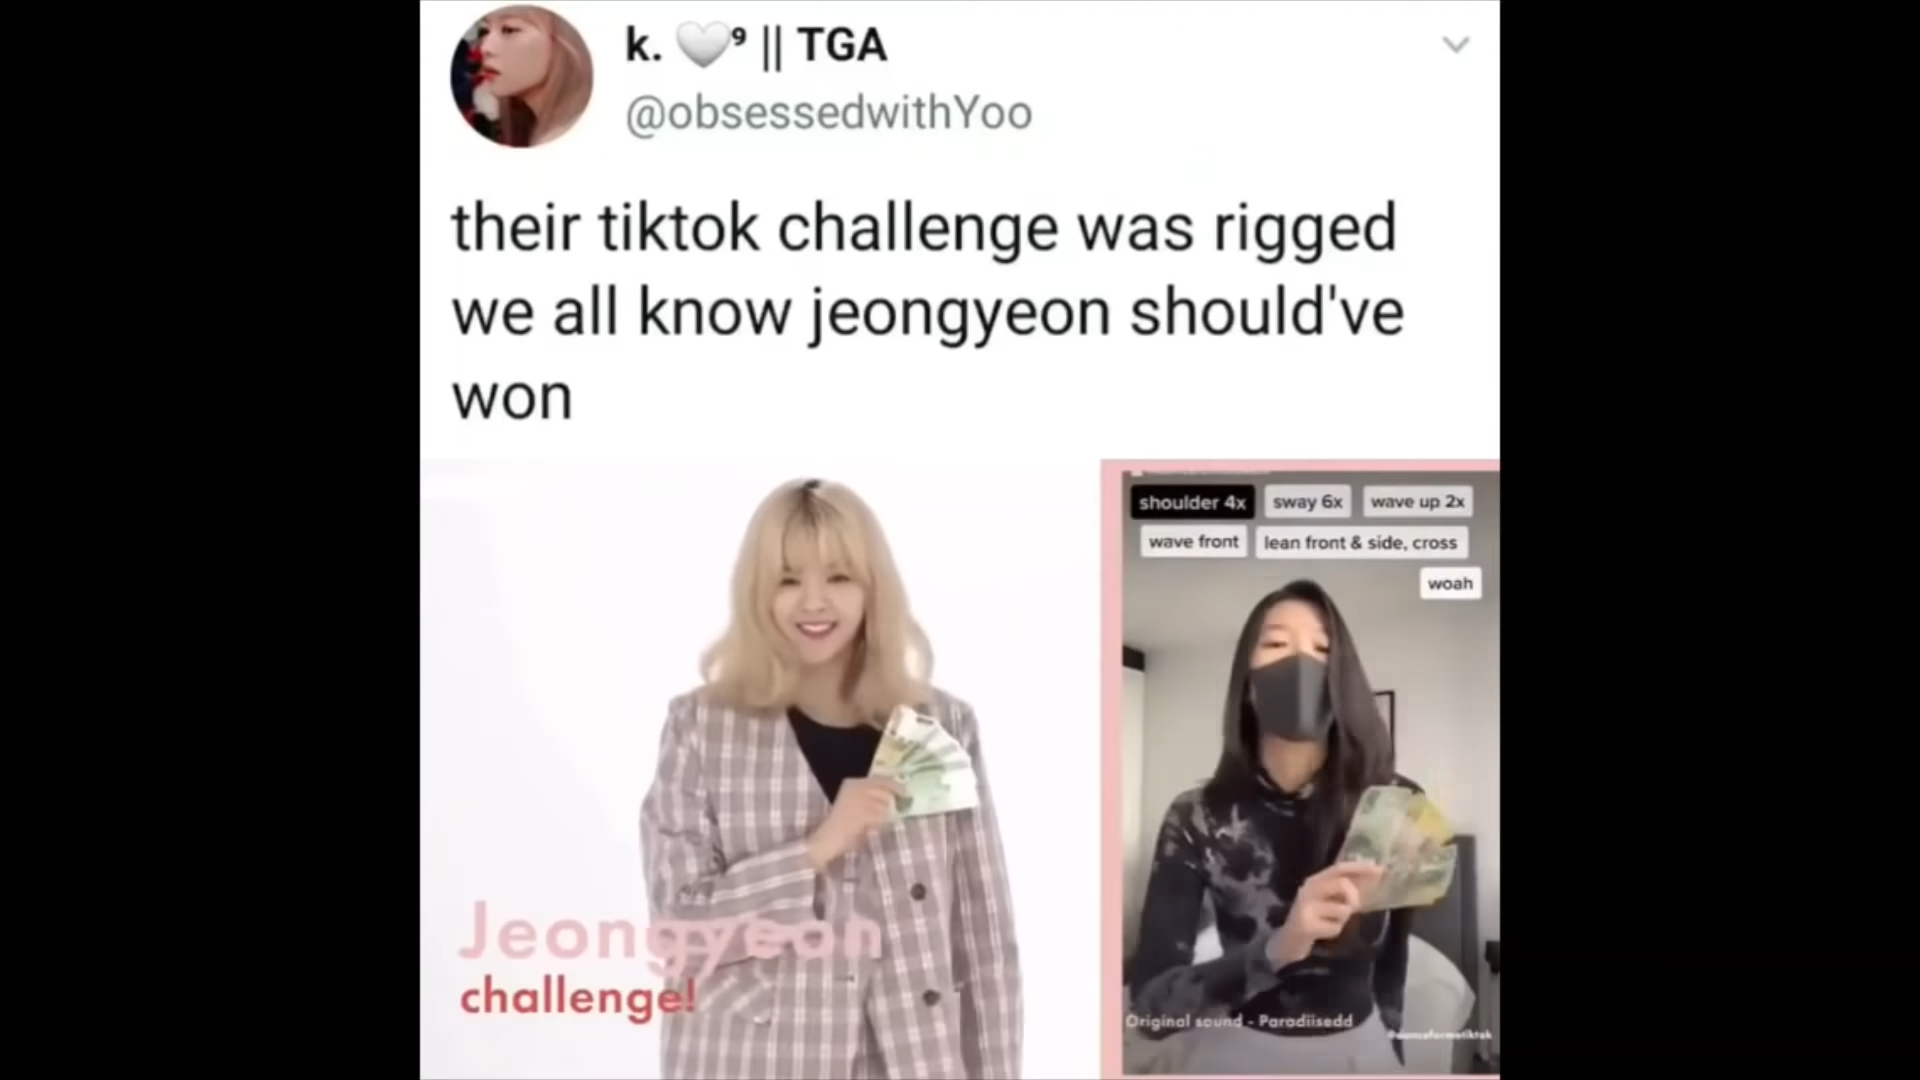 k. 🤍⁹ || TGA
@obsessedwithYoo
their tiktok challenge was rigged
we all know jeongyeon should've
won
shoulder 4x sway 6x wave up 2x
wave front lean front & side, cross
woah
Jeongyeon
challenge!
Original sound - Paradiisedd
@danceformetiktok